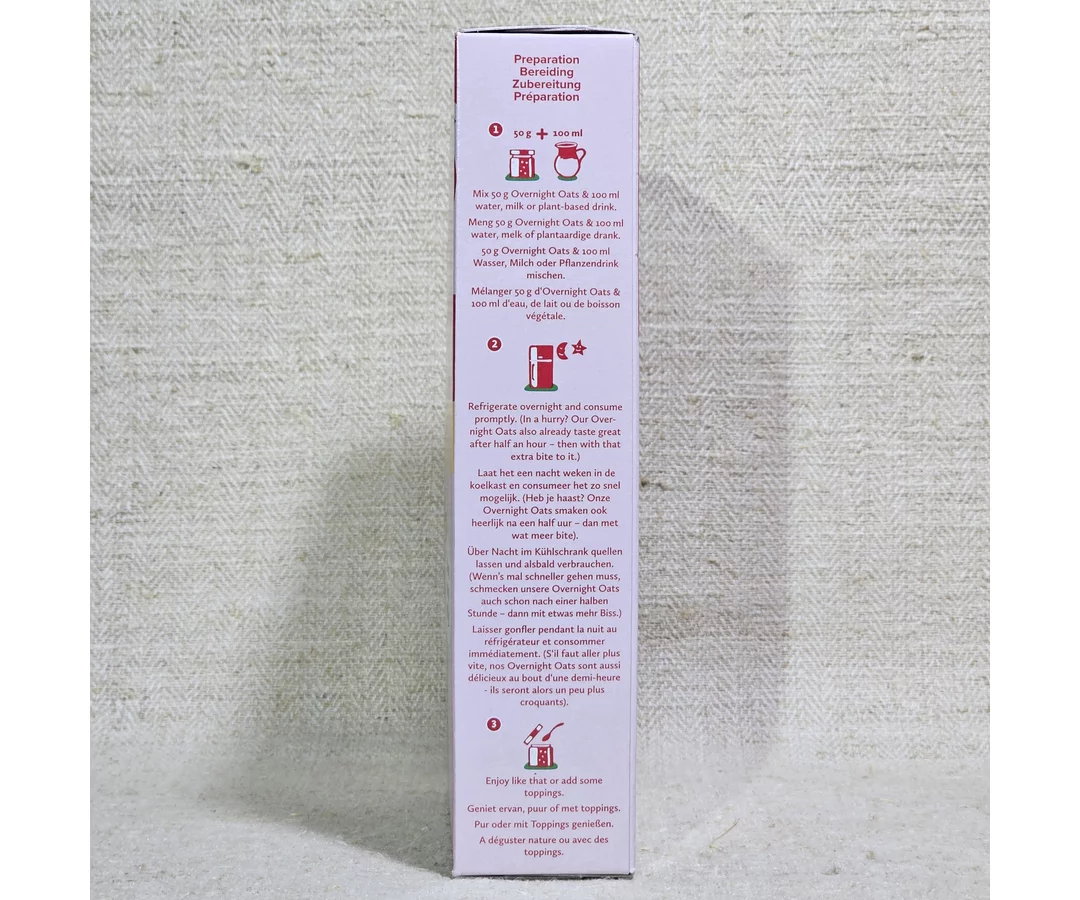 Preparation
Bereiding
Zubereitung
Préparation
1 50 g + 100 ml
Mix 50 g Overnight Oats & 100 ml
water, milk or plant-based drink.
Meng 50 g Overnight Oats & 100 ml
water, melk of plantaardige drank.
50 g Overnight Oats & 100 ml
Wasser, Milch oder Pflanzendrink
mischen.
Mélanger 50 g d'Overnight Oats &
100 ml d'eau, de lait ou de boisson
végétale.
2
Refrigerate overnight and consume
promptly. (In a hurry? Our Over-
night Oats also already taste great
after half an hour – then with that
extra bite to it.)
Laat het een nacht weken in de
koelkast en consumeer het zo snel
mogelijk. (Heb je haast? Onze
Overnight Oats smaken ook
heerlijk na een half uur – dan met
wat meer bite).
Über Nacht im Kühlschrank quellen
lassen und alsbald verbrauchen.
(Wenn's mal schneller gehen muss,
schmecken unsere Overnight Oats
auch schon nach einer halben
Stunde – dann mit etwas mehr Biss.)
Laisser gonfler pendant la nuit au
réfrigérateur et consommer
immédiatement. (S'il faut aller plus
vite, nos Overnight Oats sont aussi
délicieux au bout d'une demi-heure
- ils seront alors un peu plus
croquants).
3
Enjoy like that or add some
toppings.
Geniet ervan, puur of met toppings.
Pur oder mit Toppings genießen.
A déguster nature ou avec des
toppings.